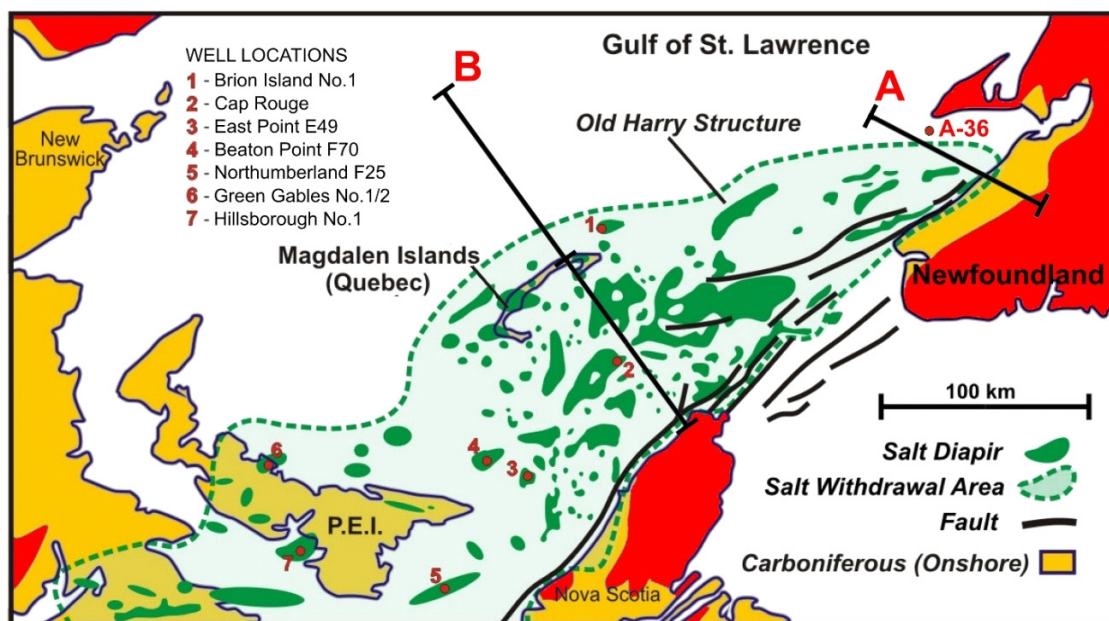 WELL LOCATIONS
1 - Brion Island No.1
2 - Cap Rouge
3 - East Point E49
4 - Beaton Point F70
5 - Northumberland F25
6 - Green Gables No.1/2
7 - Hillsborough No.1
Gulf of St. Lawrence
B
A
A-36
Old Harry Structure
New
Brunswick
1
Magdalen Islands
(Quebec)
Newfoundland
2
100 km
6
4
3
Salt Diapir
Salt Withdrawal Area
P.E.I.
Fault
7
Carboniferous (Onshore)
5
Nova Scotia